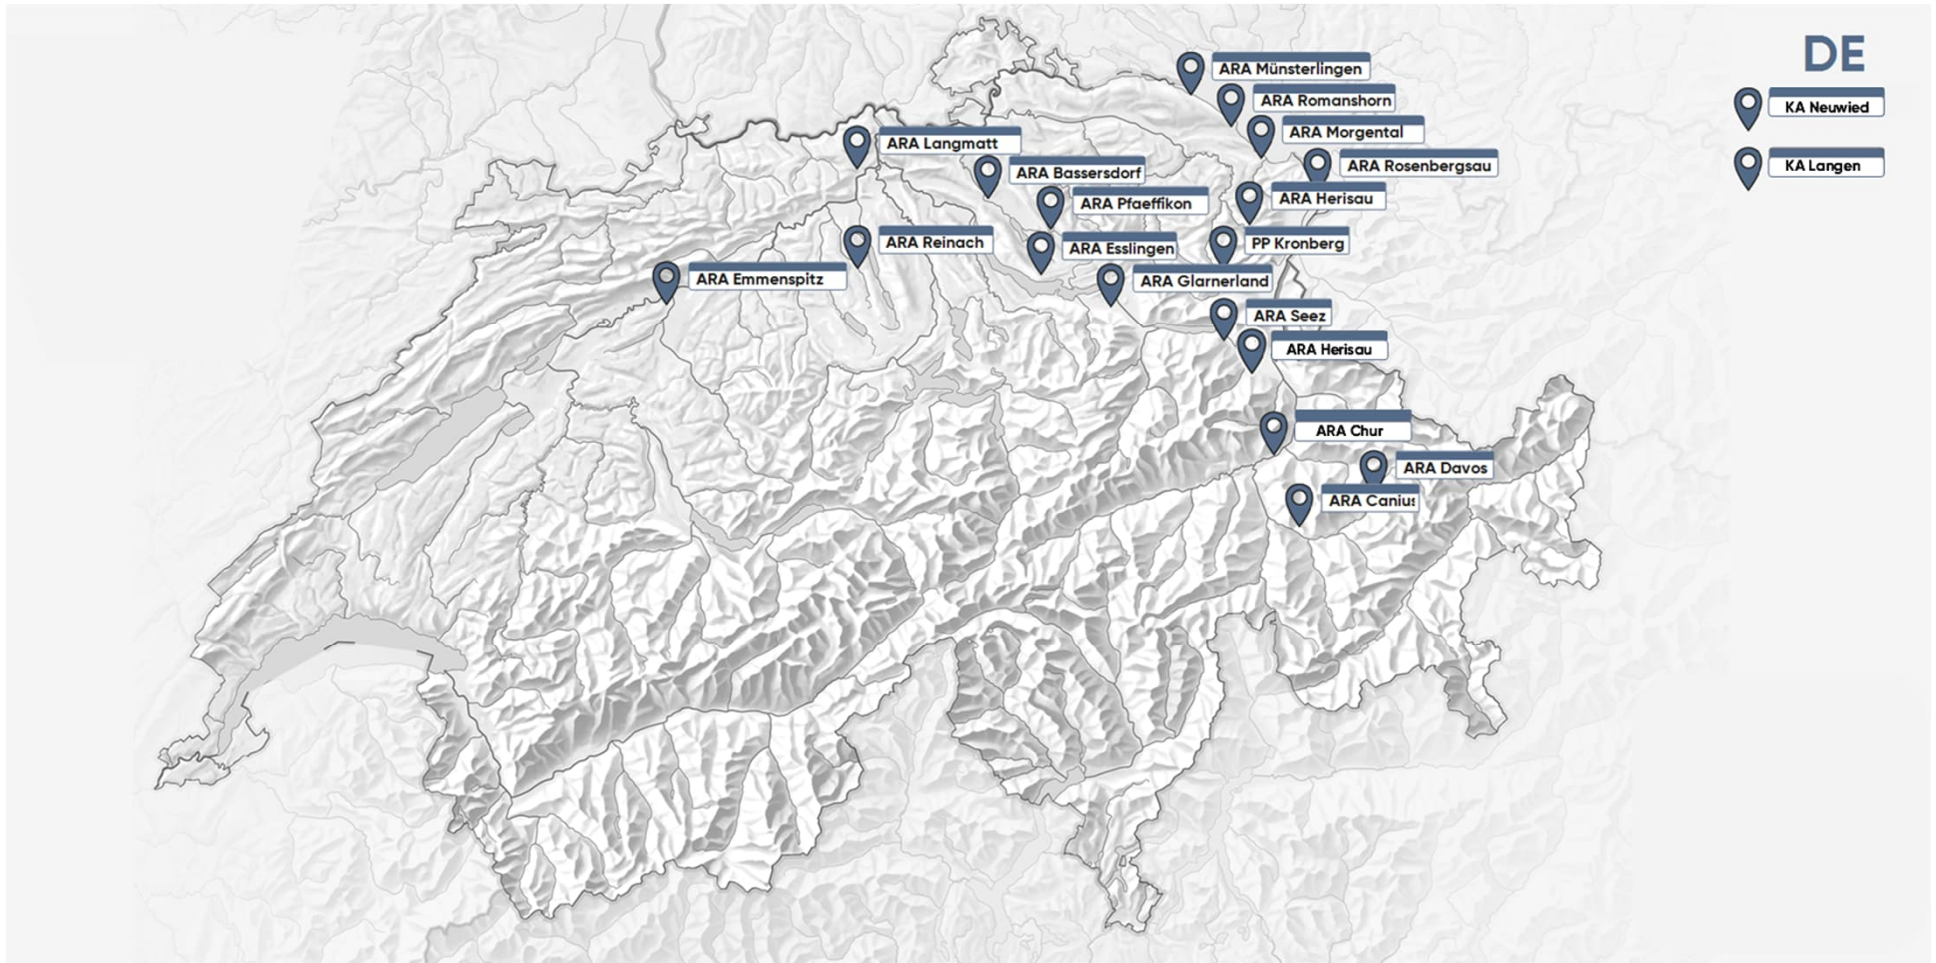 DE
ARA Münsterlingen
ARA Romanshorn
KA Neuwied
ARA Morgental
ARA Langmatt
ARA Rosenbergsau
KA Langen
ARA Bassersdorf
ARA Herisau
ARA Pfaeffikon
ARA Reinach
PP Kronberg
ARA Esslingen
ARA Emmenspitz
ARA Glarnerland
ARA Seez
ARA Herisau
ARA Chur
ARA Davos
ARA Canius